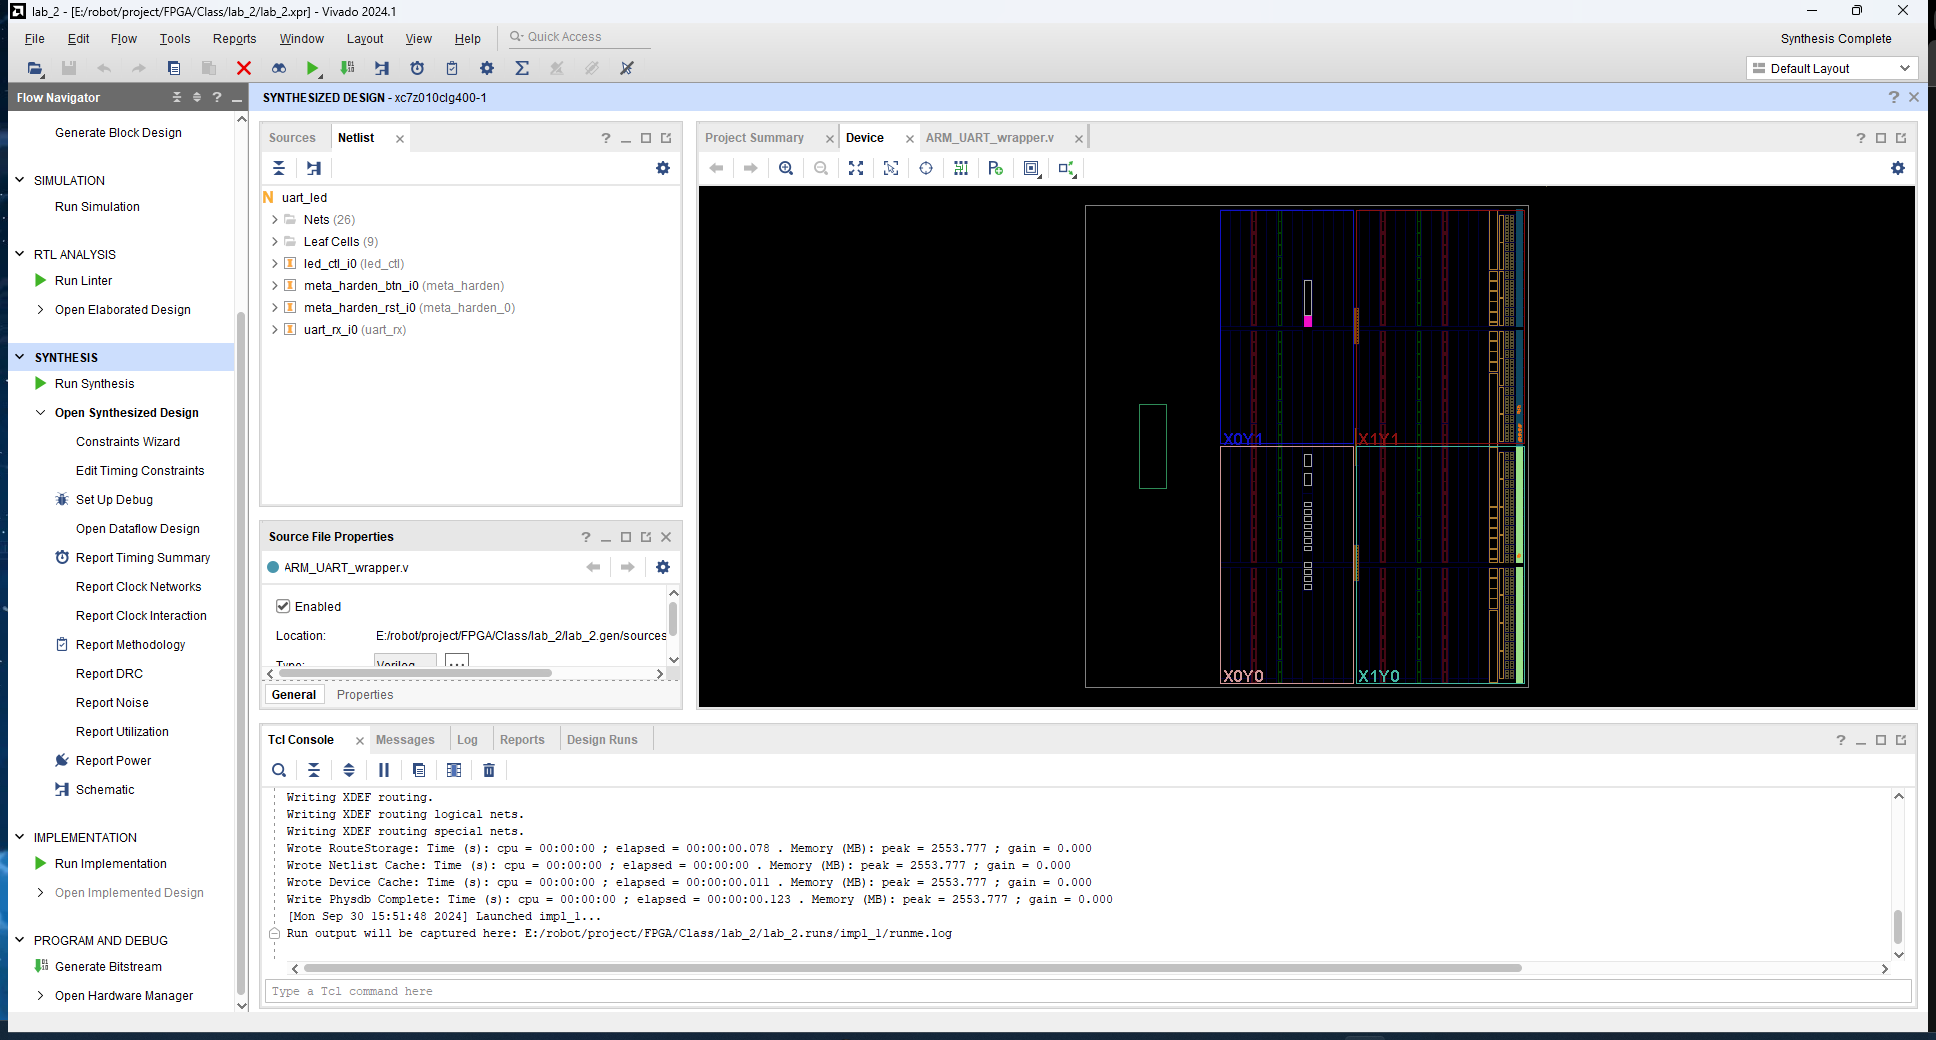 lab_2 - [E:/robot/project/FPGA/Class/lab_2/lab_2.xpr] - Vivado 2024.1
File Edit Flow Tools Reports Window Layout View Help Quick Access
Synthesis Complete
Default Layout
Flow Navigator
Generate Block Design
SIMULATION
Run Simulation
RTL ANALYSIS
Run Linter
Open Elaborated Design
SYNTHESIS
Run Synthesis
Open Synthesized Design
Constraints Wizard
Edit Timing Constraints
Set Up Debug
Open Dataflow Design
Report Timing Summary
Report Clock Networks
Report Clock Interaction
Report Methodology
Report DRC
Report Noise
Report Utilization
Report Power
Schematic
IMPLEMENTATION
Run Implementation
Open Implemented Design
PROGRAM AND DEBUG
Generate Bitstream
Open Hardware Manager
SYNTHESIZED DESIGN - xc7z010clg400-1
Sources Netlist
uart_led
Nets (26)
Leaf Cells (9)
led_ctl_i0 (led_ctl)
meta_harden_btn_i0 (meta_harden)
meta_harden_rst_i0 (meta_harden_0)
uart_rx_i0 (uart_rx)
Source File Properties
ARM_UART_wrapper.v
Enabled
Location: E:/robot/project/FPGA/Class/lab_2/lab_2.gen/sources
Type: Verilog ...
General Properties
Project Summary Device ARM_UART_wrapper.v
X0Y1 X1Y1
X0Y0 X1Y0
Tcl Console Messages Log Reports Design Runs
Writing XDEF routing.
Writing XDEF routing logical nets.
Writing XDEF routing special nets.
Wrote RouteStorage: Time (s): cpu = 00:00:00 ; elapsed = 00:00:00.078 . Memory (MB): peak = 2553.777 ; gain = 0.000
Wrote Netlist Cache: Time (s): cpu = 00:00:00 ; elapsed = 00:00:00 . Memory (MB): peak = 2553.777 ; gain = 0.000
Wrote Device Cache: Time (s): cpu = 00:00:00 ; elapsed = 00:00:00.011 . Memory (MB): peak = 2553.777 ; gain = 0.000
Write Physdb Complete: Time (s): cpu = 00:00:00 ; elapsed = 00:00:00.123 . Memory (MB): peak = 2553.777 ; gain = 0.000
[Mon Sep 30 15:51:48 2024] Launched impl_1...
Run output will be captured here: E:/robot/project/FPGA/Class/lab_2/lab_2.runs/impl_1/runme.log
Type a Tcl command here